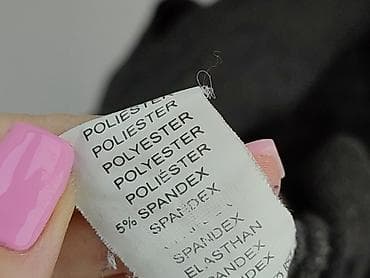 POLIESTER
POLIESTER
POLYESTER
POLYESTER
POLIÉSTER
5% SPANDEX
SPANDEX
SPANDEX
ELASTHAN